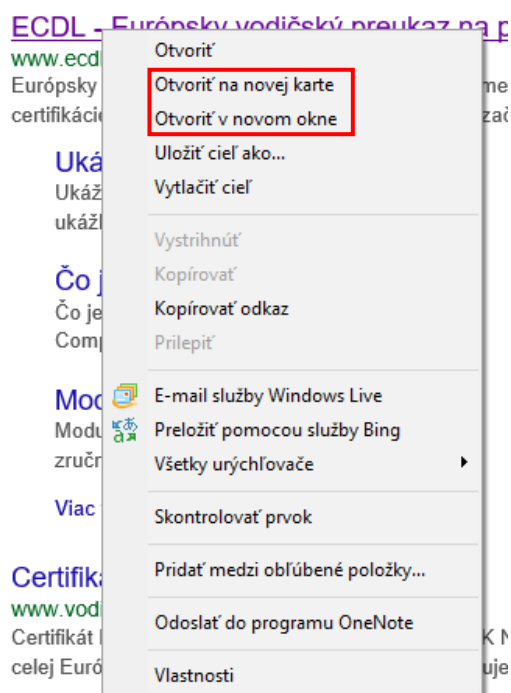 ECDL - Európsky vodičský preukaz na p
www.ecdl
Európsky
certifikácie
Uká
Ukáž
ukážk
Čo j
Čo je
Comp
Mod
Modu
zručn
Viac
Certifika
www.vodi
Certifikát
celej Euró
Otvoriť
Otvoriť na novej karte
Otvoriť v novom okne
Uložiť cieľ ako...
Vytlačiť cieľ
Vystrihnúť
Kopírovať
Kopírovať odkaz
Prilepiť
E-mail služby Windows Live
Preložiť pomocou služby Bing
Všetky urýchľovače
Skontrolovať prvok
Pridať medzi obľúbené položky...
Odoslať do programu OneNote
Vlastnosti